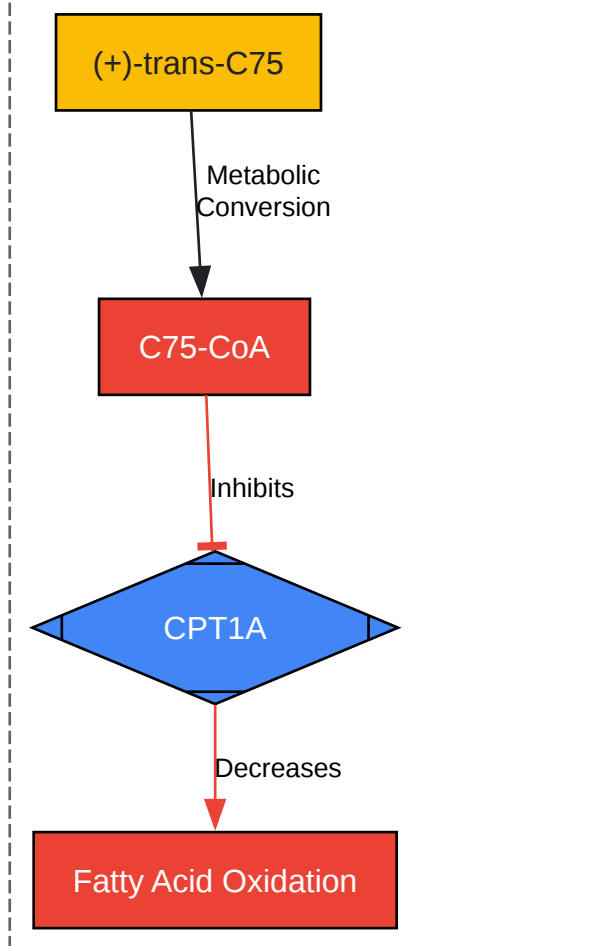 (+)-trans-C75
Metabolic
Conversion
C75-CoA
Inhibits
CPT1A
Decreases
Fatty Acid Oxidation